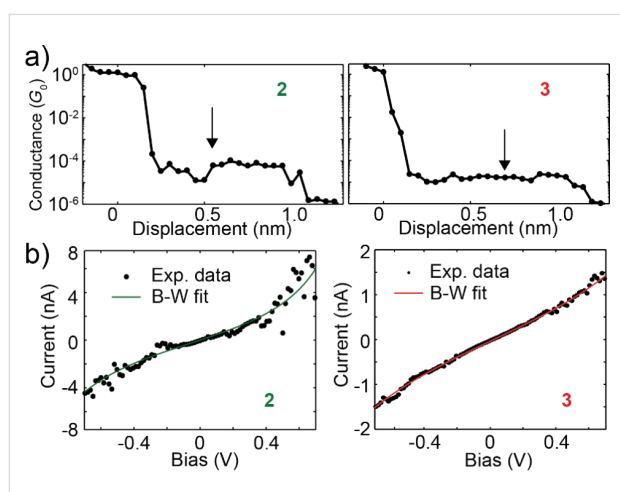 a)
Conductance (G₀)
10⁰
10⁻²
10⁻⁴
10⁻⁶
2
3
0 0.5 1.0
0 0.5 1.0
Displacement (nm)
Displacement (nm)
b)
Current (nA)
8
4
0
-4
-8
Exp. data
B-W fit
2
-0.4 0 0.4
Bias (V)
Current (nA)
2
1
0
-1
-2
Exp. data
B-W fit
3
-0.4 0 0.4
Bias (V)